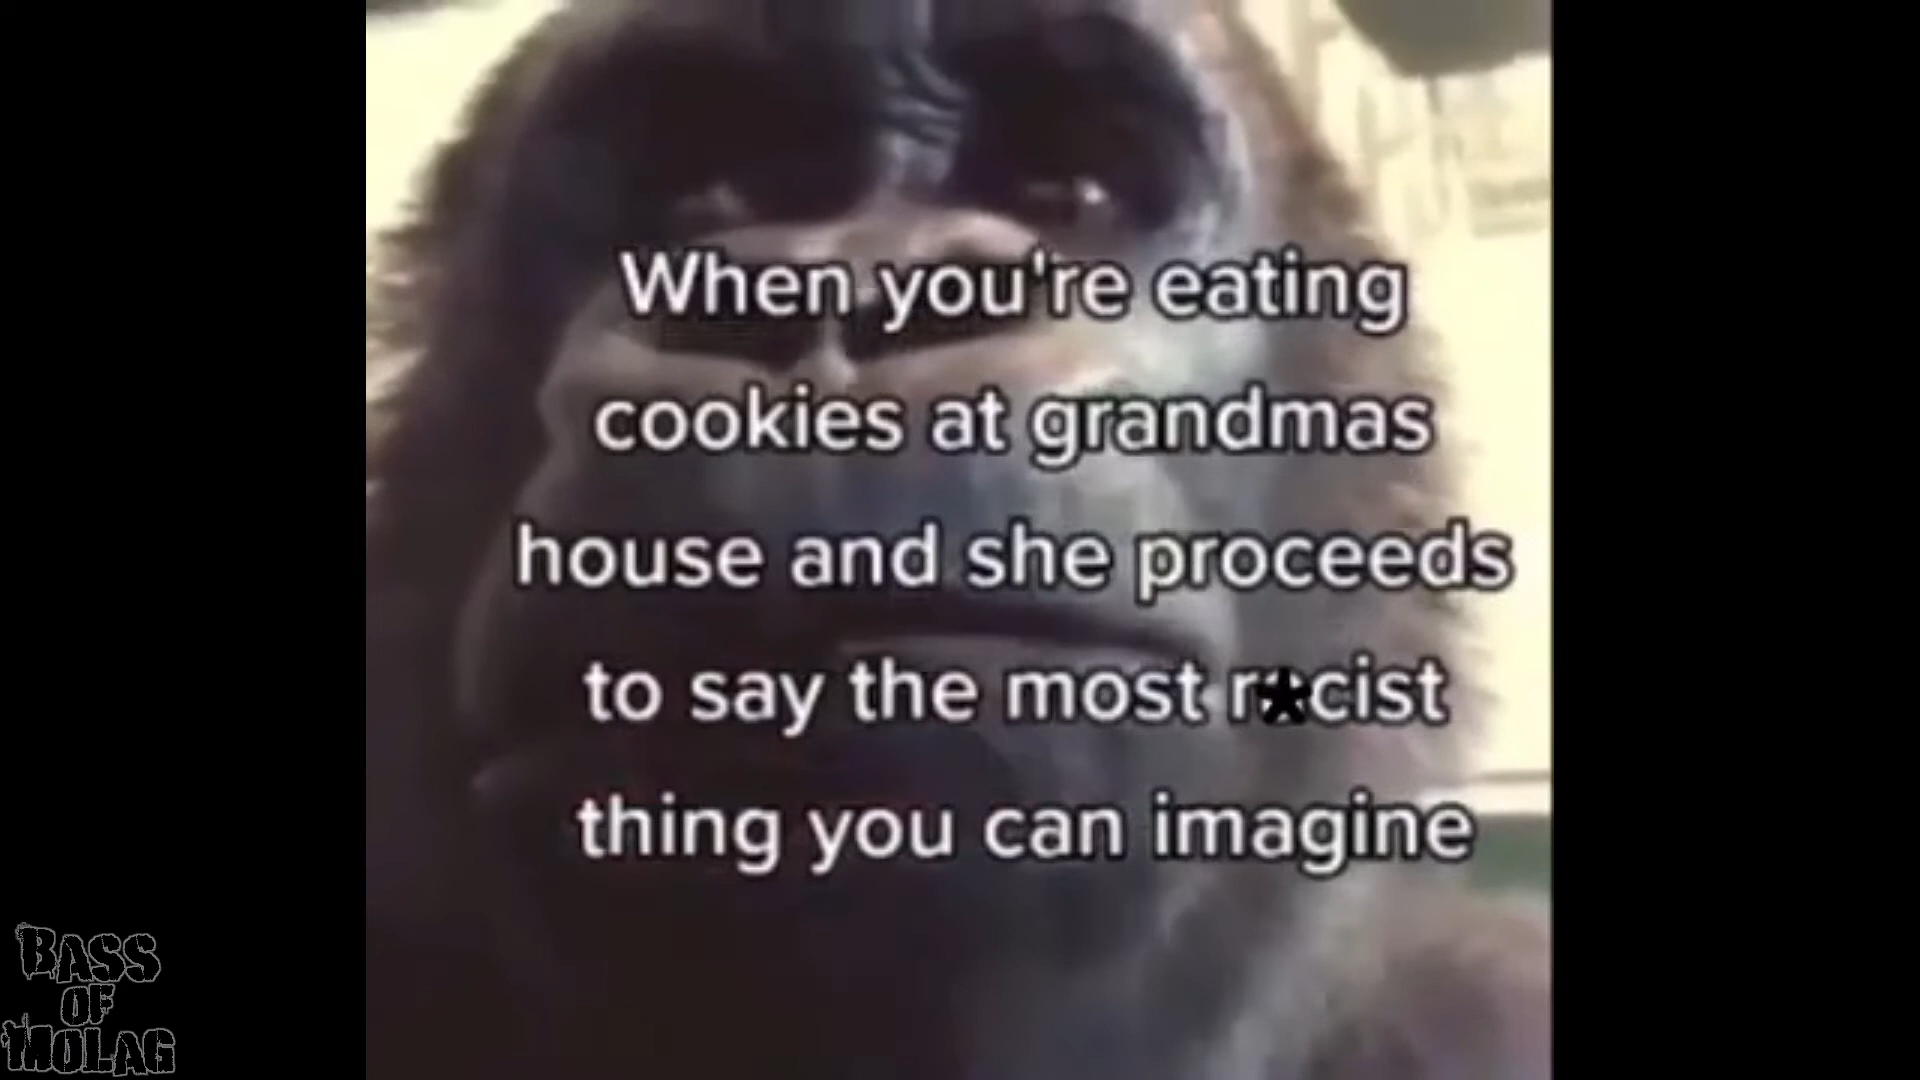 When you're eating
cookies at grandmas
house and she proceeds
to say the most r★cist
thing you can imagine
BASS
OF
MOLAG